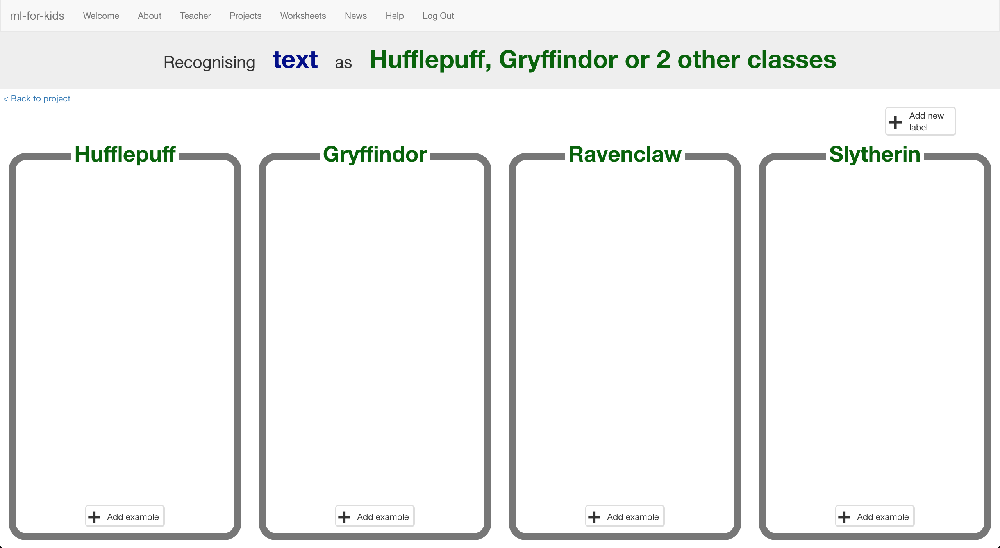 ml-for-kids Welcome About Teacher Projects Worksheets News Help Log Out
Recognising text as Hufflepuff, Gryffindor or 2 other classes
< Back to project
Add new
label
Hufflepuff Gryffindor Ravenclaw Slytherin
Add example Add example Add example Add example